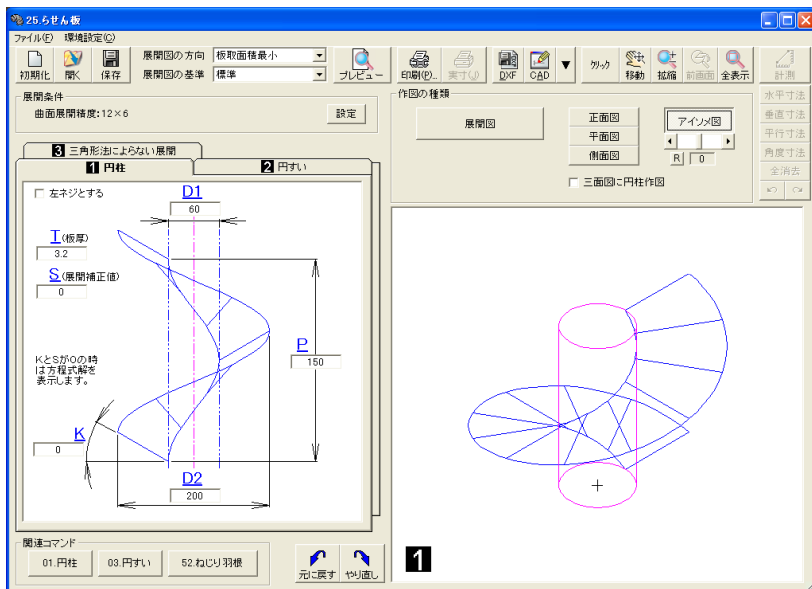 25.らせん板
ファイル(F) 環境設定(C)
初期化 開く 保存
展開図の方向 板取面積最小
展開図の基準 標準
プレビュー 印刷(P)... 実寸(J) DXF CAD ▼ クリック 移動 拡縮 前画面 全表示 計測
展開条件
曲面展開精度:12×6 設定
3 三角形法によらない展開
1 円柱 2 円すい
左ネジとする
D1
60
T(板厚)
3.2
S(展開補正値)
0
P
150
KとSが0の時
は方程式解を
表示します。
K
0
D2
200
関連コマンド
01.円柱 03.円すい 52.ねじり羽根
元に戻す やり直し
作図の種類
展開図
正面図
平面図
側面図
アイソメ図
R 0
三面図に円柱作図
水平寸法
垂直寸法
平行寸法
角度寸法
全消去
1